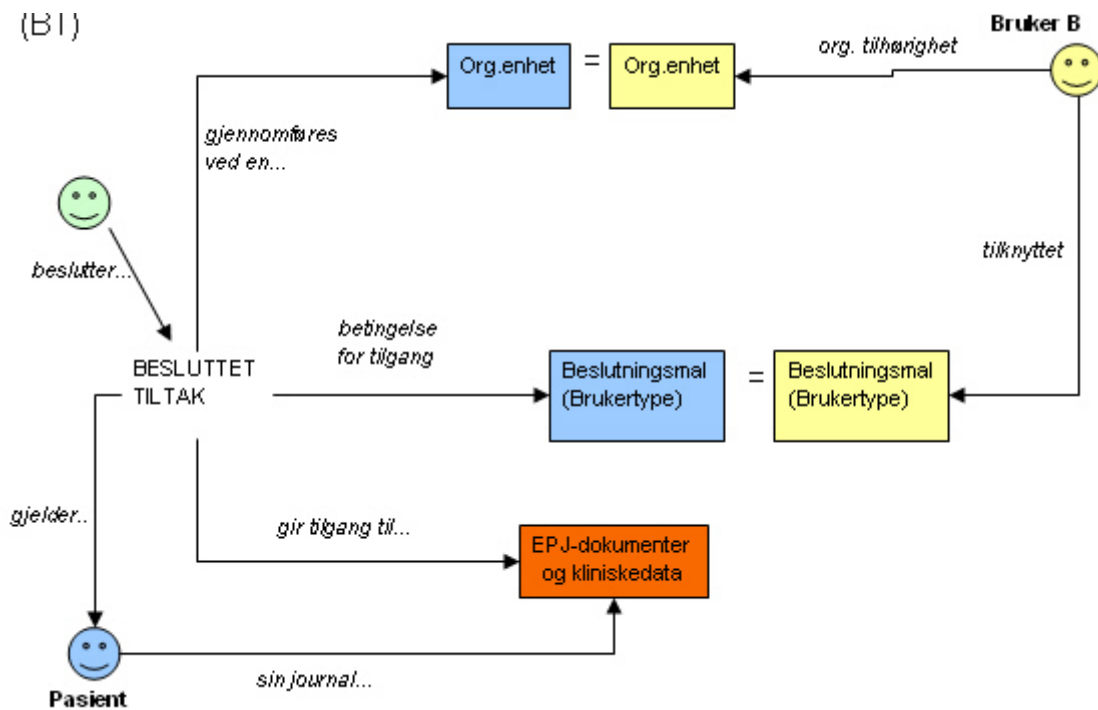 (BT)
Bruker B
org. tilhørighet
Org.enhet
=
Org.enhet
gjennomføres
ved en...
beslutter...
tilknyttet
betingelse
for tilgang
BESLUTTET
TILTAK
Beslutningsmal
(Brukertype)
=
Beslutningsmal
(Brukertype)
gjelder..
gir tilgang til...
EPJ-dokumenter
og kliniskedata
sin journal...
Pasient